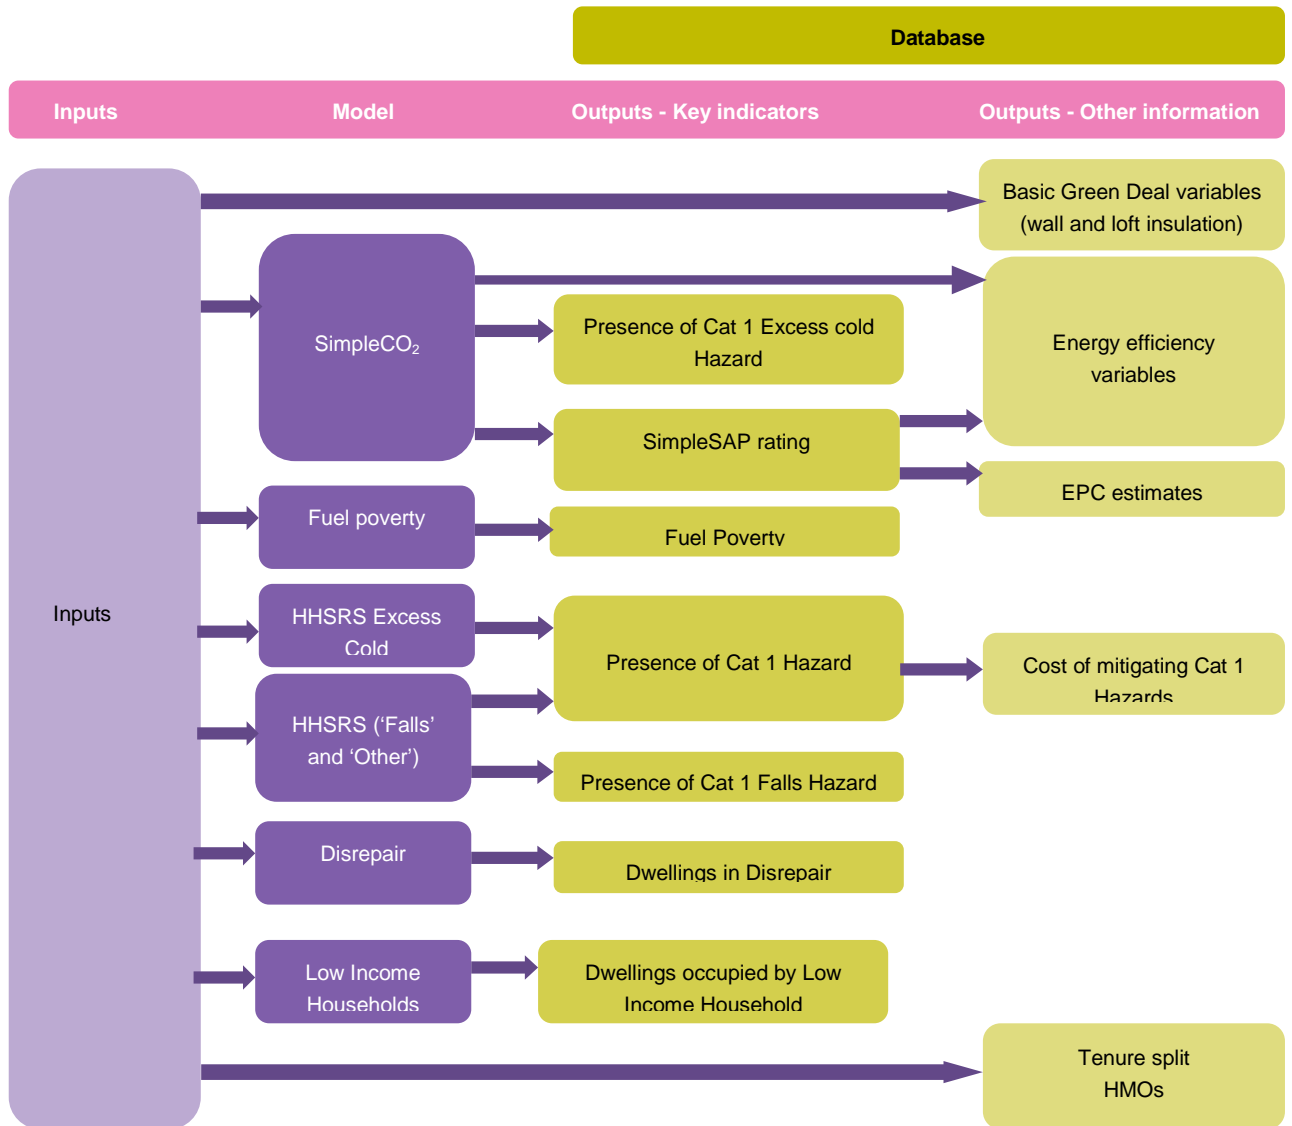 Database
Inputs
Model
Outputs - Key indicators
Outputs - Other information
Inputs
Basic Green Deal variables
(wall and loft insulation)
SimpleCO₂
Presence of Cat 1 Excess cold
Hazard
Energy efficiency
variables
SimpleSAP rating
EPC estimates
Fuel poverty
Fuel Poverty
HHSRS Excess
Cold
Presence of Cat 1 Hazard
Cost of mitigating Cat 1
Hazards
HHSRS (‘Falls’
and ‘Other’)
Presence of Cat 1 Falls Hazard
Disrepair
Dwellings in Disrepair
Low Income
Households
Dwellings occupied by Low
Income Household
Tenure split
HMOs